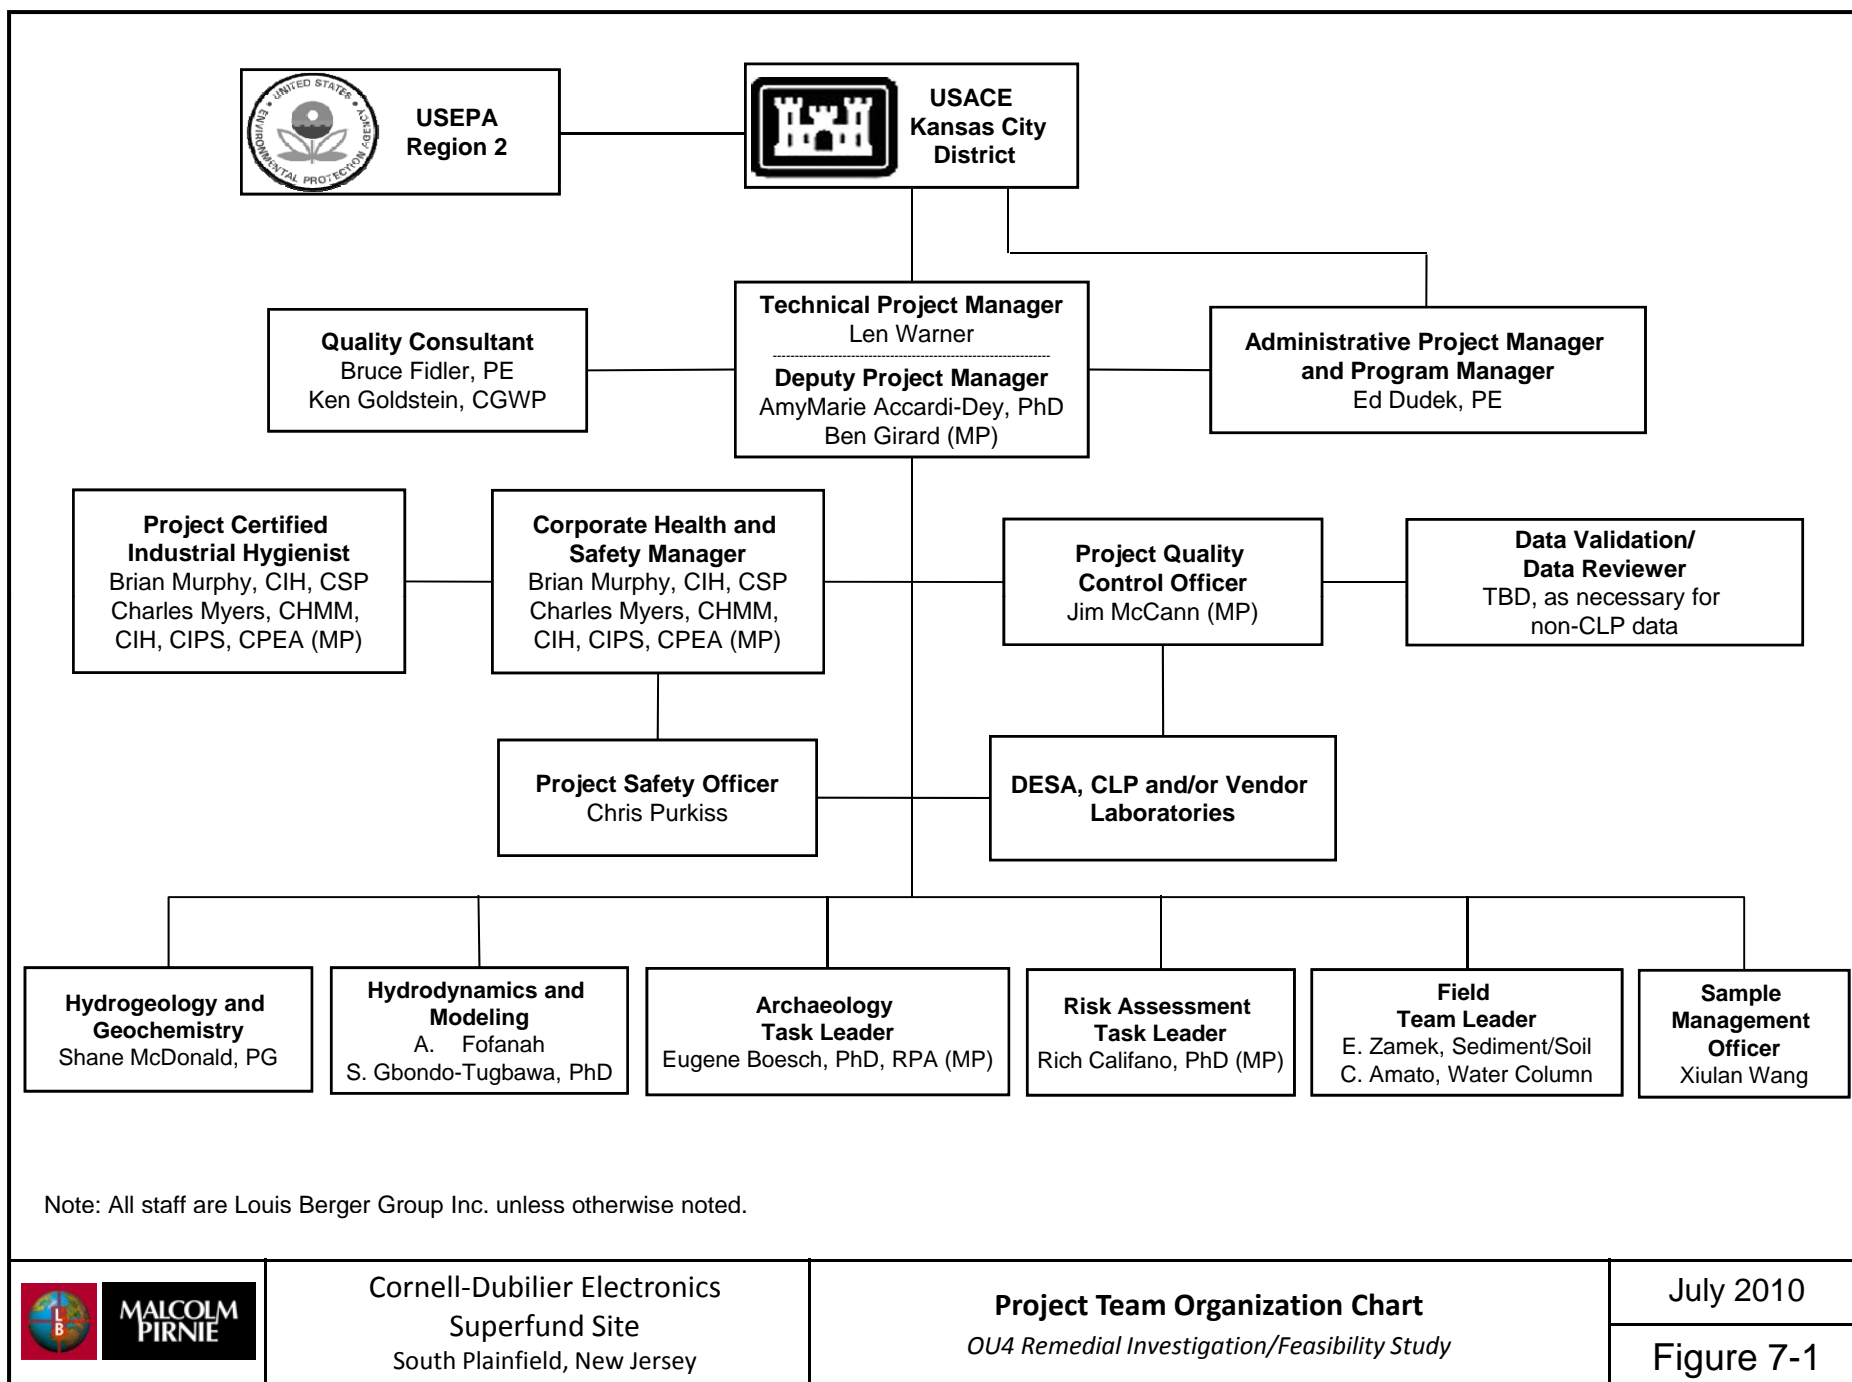 UNITED STATES
ENVIRONMENTAL PROTECTION AGENCY
USEPA
Region 2
USACE
Kansas City
District
Technical Project Manager
Len Warner
Deputy Project Manager
AmyMarie Accardi-Dey, PhD
Ben Girard (MP)
Quality Consultant
Bruce Fidler, PE
Ken Goldstein, CGWP
Administrative Project Manager
and Program Manager
Ed Dudek, PE
Project Certified
Industrial Hygienist
Brian Murphy, CIH, CSP
Charles Myers, CHMM,
CIH, CIPS, CPEA (MP)
Corporate Health and
Safety Manager
Brian Murphy, CIH, CSP
Charles Myers, CHMM,
CIH, CIPS, CPEA (MP)
Project Quality
Control Officer
Jim McCann (MP)
Data Validation/
Data Reviewer
TBD, as necessary for
non-CLP data
Project Safety Officer
Chris Purkiss
DESA, CLP and/or Vendor
Laboratories
Hydrogeology and
Geochemistry
Shane McDonald, PG
Hydrodynamics and
Modeling
A. Fofanah
S. Gbondo-Tugbawa, PhD
Archaeology
Task Leader
Eugene Boesch, PhD, RPA (MP)
Risk Assessment
Task Leader
Rich Califano, PhD (MP)
Field
Team Leader
E. Zamek, Sediment/Soil
C. Amato, Water Column
Sample
Management
Officer
Xiulan Wang
Note: All staff are Louis Berger Group Inc. unless otherwise noted.
L
B
MALCOLM
PIRNIE
Cornell-Dubilier Electronics
Superfund Site
South Plainfield, New Jersey
Project Team Organization Chart
OU4 Remedial Investigation/Feasibility Study
July 2010
Figure 7-1